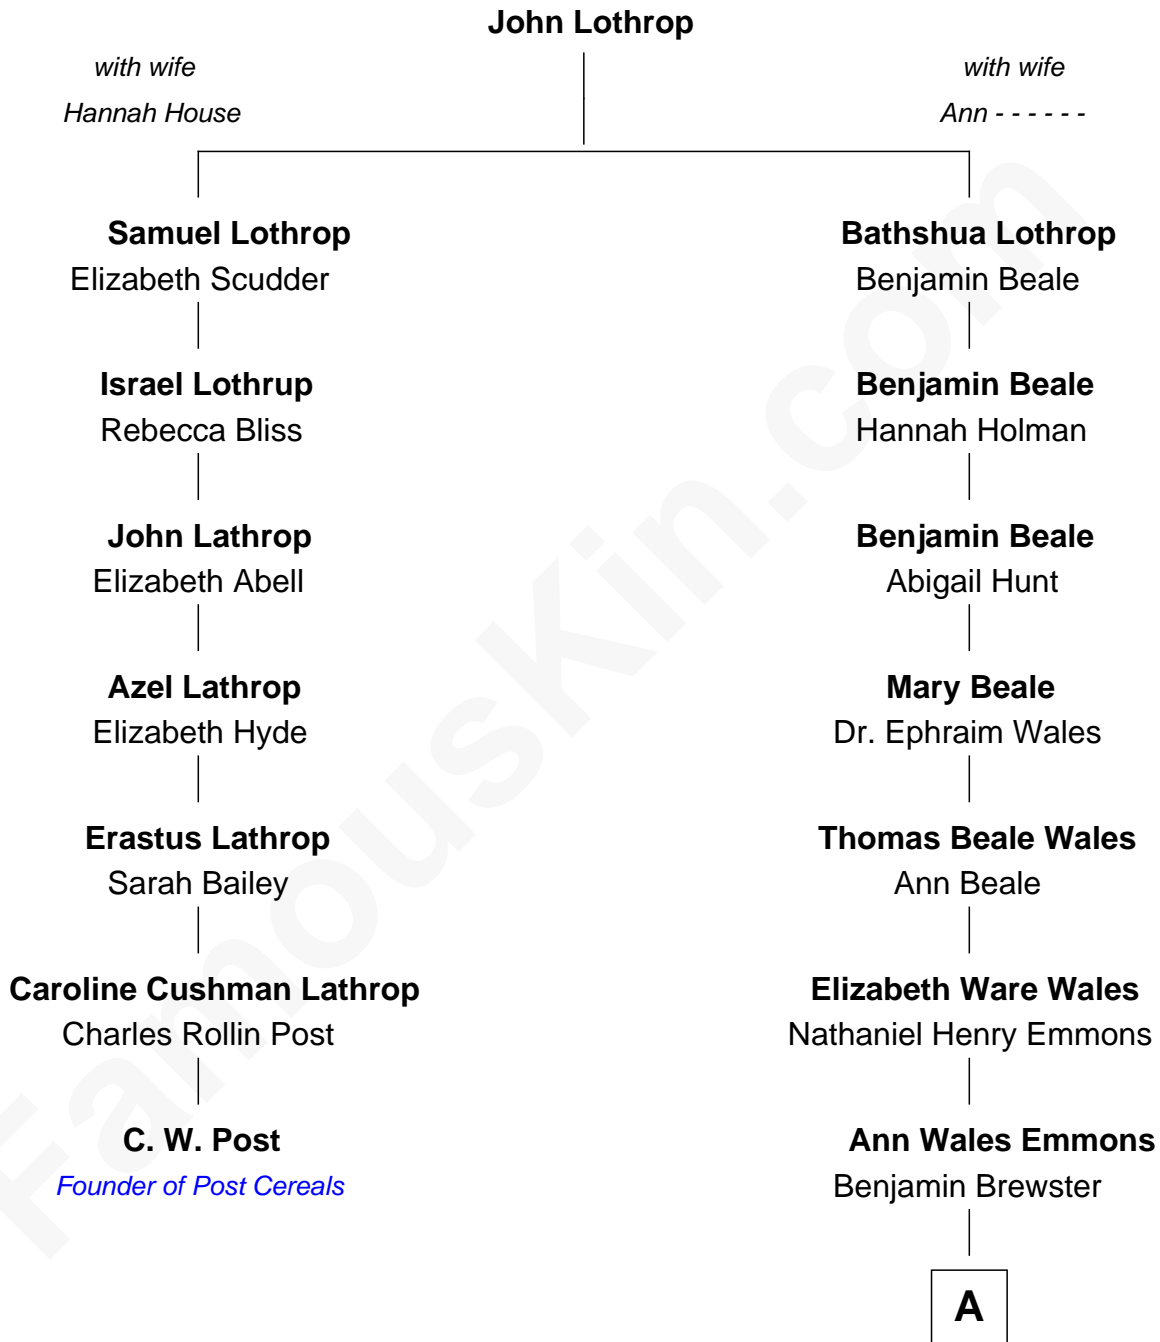 John Lothrop
with wife
Hannah House
with wife
Ann - - - - - -
Samuel Lothrop
Elizabeth Scudder
Bathshua Lothrop
Benjamin Beale
Israel Lothrup
Rebecca Bliss
Benjamin Beale
Hannah Holman
John Lathrop
Elizabeth Abell
Benjamin Beale
Abigail Hunt
Azel Lathrop
Elizabeth Hyde
Mary Beale
Dr. Ephraim Wales
Erastus Lathrop
Sarah Bailey
Thomas Beale Wales
Ann Beale
Caroline Cushman Lathrop
Charles Rollin Post
Elizabeth Ware Wales
Nathaniel Henry Emmons
C. W. Post
Founder of Post Cereals
Ann Wales Emmons
Benjamin Brewster
A
FamousKin.com